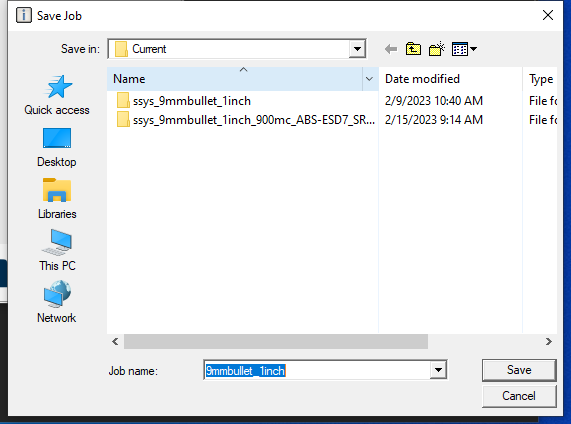 Save Job
Save in: Current
Name Date modified Type
ssys_9mmbullet_1inch 2/9/2023 10:40 AM File fo
ssys_9mmbullet_1inch_900mc_ABS-ESD7_SR... 2/15/2023 9:14 AM File fo
Quick access
Desktop
Libraries
This PC
Network
Job name: 9mmbullet_1inch
Save
Cancel